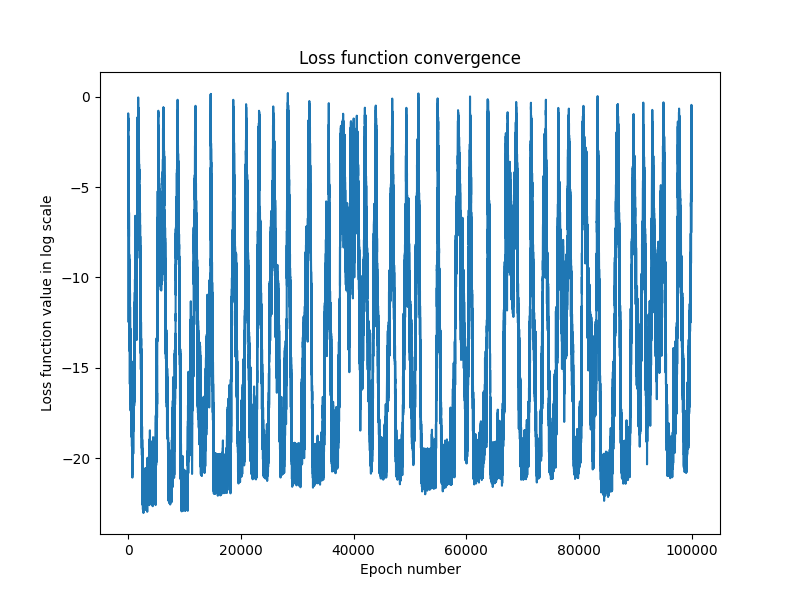 Loss function convergence
Loss function value in log scale
0
−5
−10
−15
−20
0 20000 40000 60000 80000 100000
Epoch number